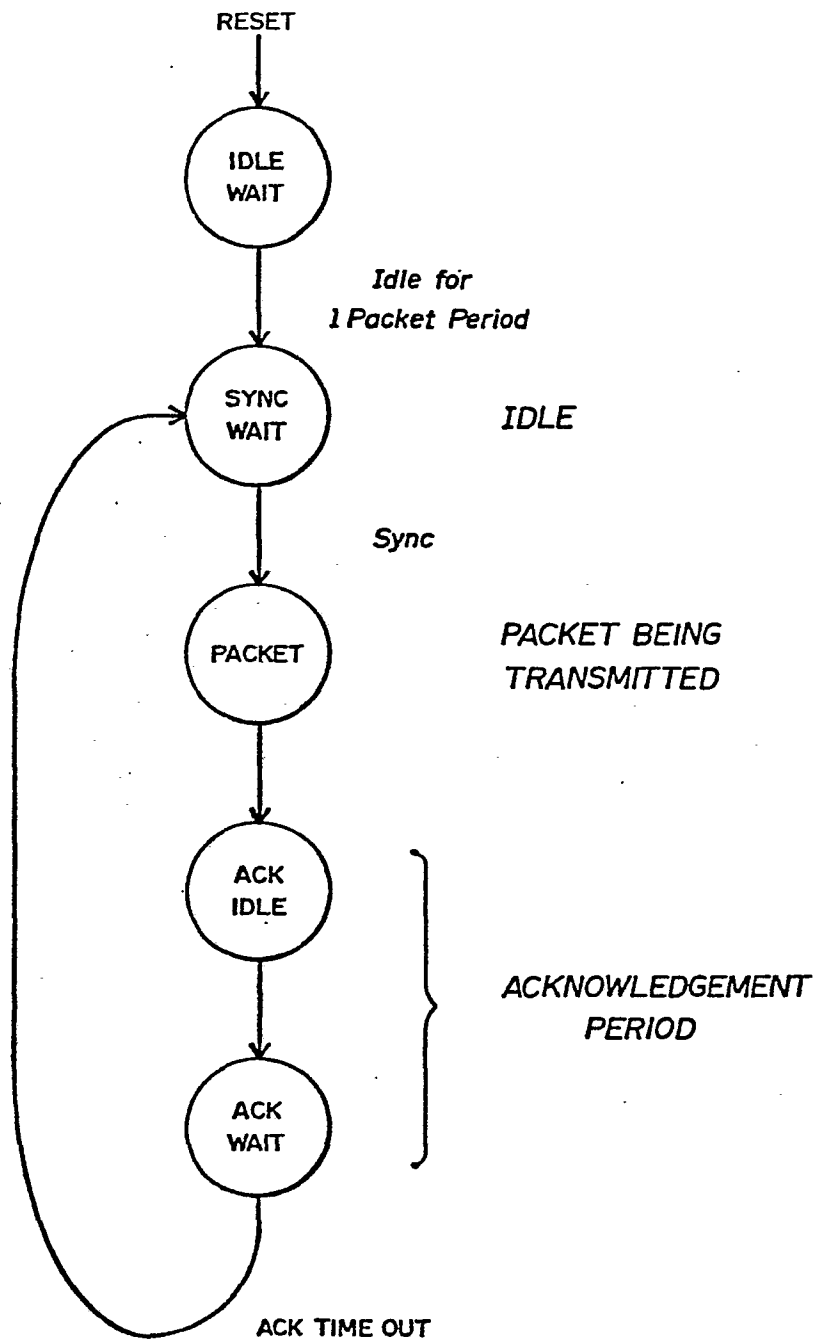 RESET
IDLE
WAIT
Idle for
1 Packet Period
SYNC
WAIT
IDLE
Sync
PACKET
PACKET BEING
TRANSMITTED
ACK
IDLE
ACKNOWLEDGEMENT
PERIOD
ACK
WAIT
ACK TIME OUT